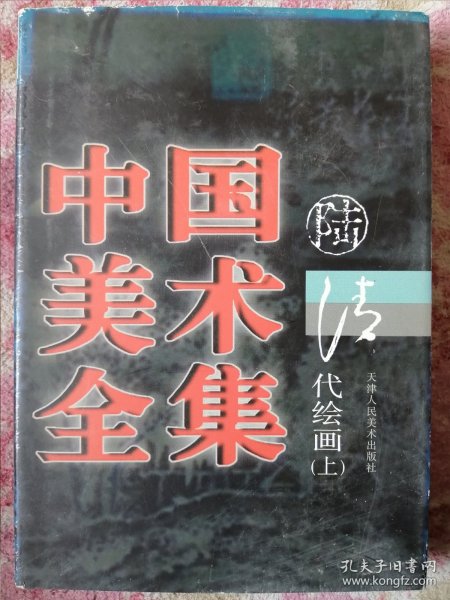 中国
美术
全集
陆
清
代绘画(上)
天津人民美术出版社
孔夫子旧书网
www.kongfz.com